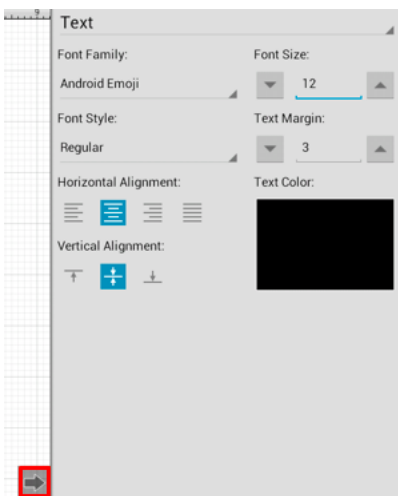 9
Text
Font Family: Font Size:
Android Emoji 12
Font Style: Text Margin:
Regular 3
Horizontal Alignment: Text Color:
Vertical Alignment: